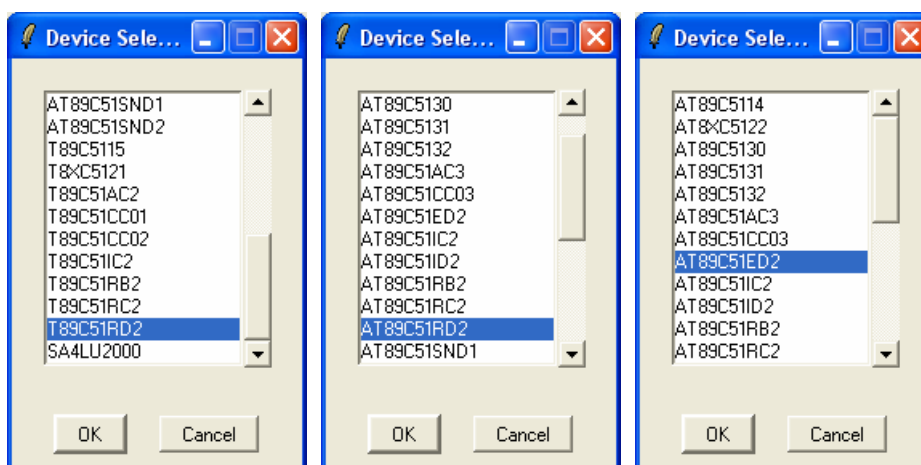 Device Sele...
AT89C51SND1
AT89C51SND2
T89C5115
T8XC5121
T89C51AC2
T89C51CC01
T89C51CC02
T89C51IC2
T89C51RB2
T89C51RC2
T89C51RD2
SA4LU2000
OK
Cancel
Device Sele...
AT89C5130
AT89C5131
AT89C5132
AT89C51AC3
AT89C51CC03
AT89C51ED2
AT89C51IC2
AT89C51ID2
AT89C51RB2
AT89C51RC2
AT89C51RD2
AT89C51SND1
OK
Cancel
Device Sele...
AT89C5114
AT8XC5122
AT89C5130
AT89C5131
AT89C5132
AT89C51AC3
AT89C51CC03
AT89C51ED2
AT89C51IC2
AT89C51ID2
AT89C51RB2
AT89C51RC2
OK
Cancel